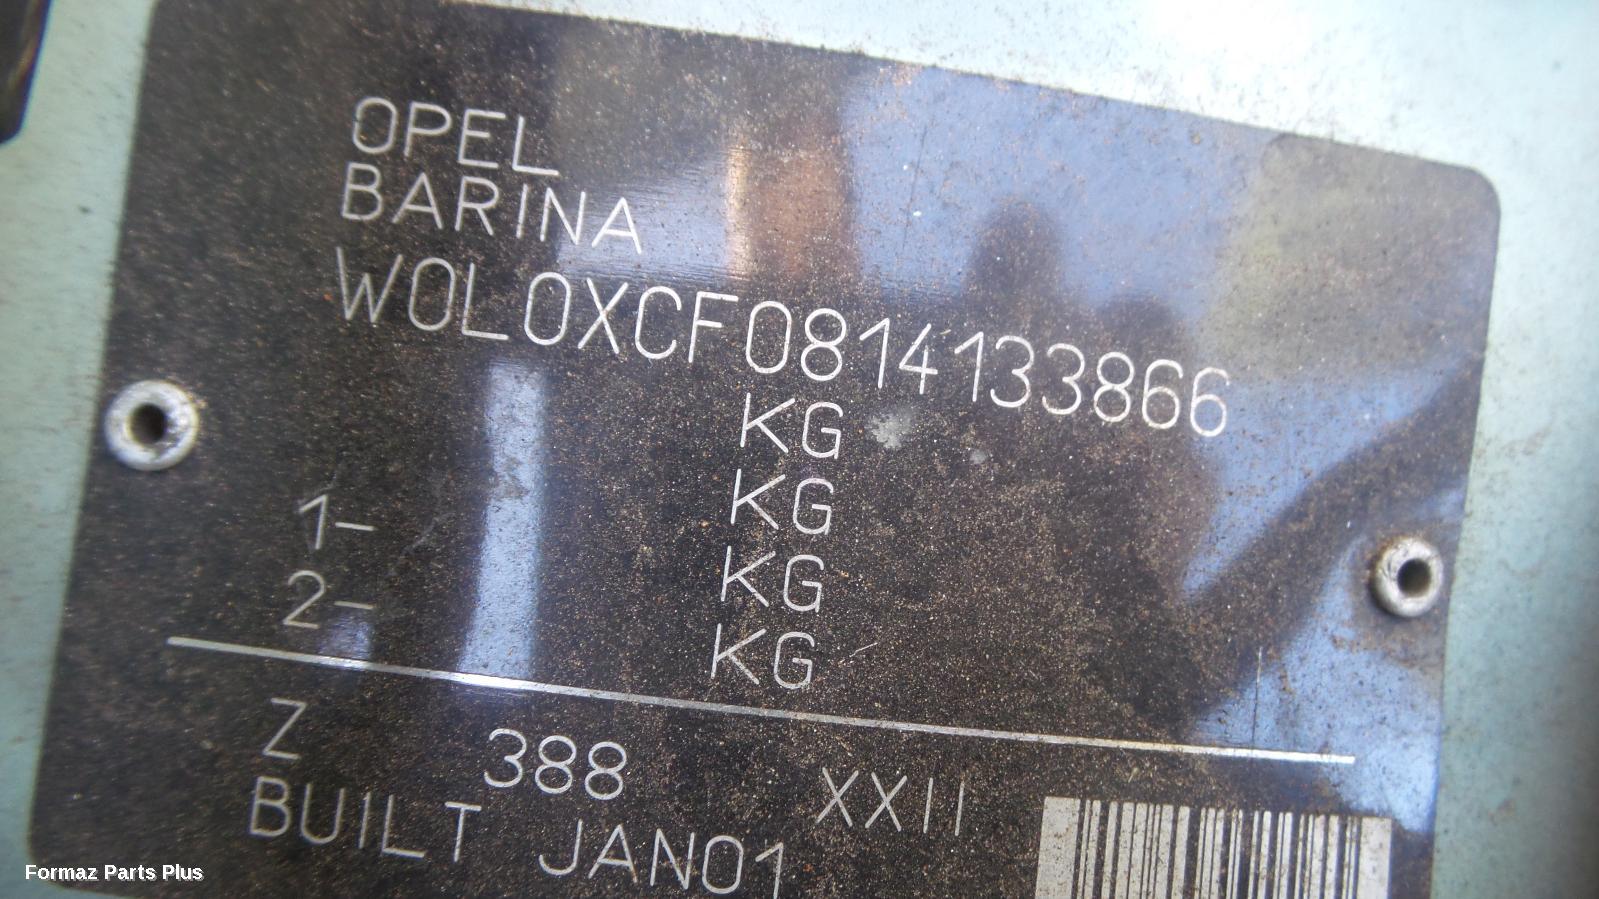 OPEL
BARINA
W0L0XCF0814133866
KG
1- KG
2- KG
KG
Z 388 XXII
BUILT JAN01
Formaz Parts Plus